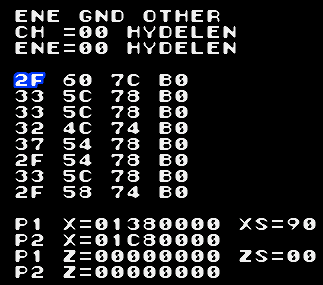 ENE GND OTHER
CH =00 HYDELEN
ENE=00 HYDELEN
2F 60 7C B0
33 5C 78 B0
33 5C 78 B0
32 4C 74 B0
37 54 78 B0
2F 54 78 B0
33 5C 78 B0
2F 58 74 B0
P1 X=01380000 XS=90
P2 X=01C80000
P1 Z=00000000 ZS=00
P2 Z=00000000